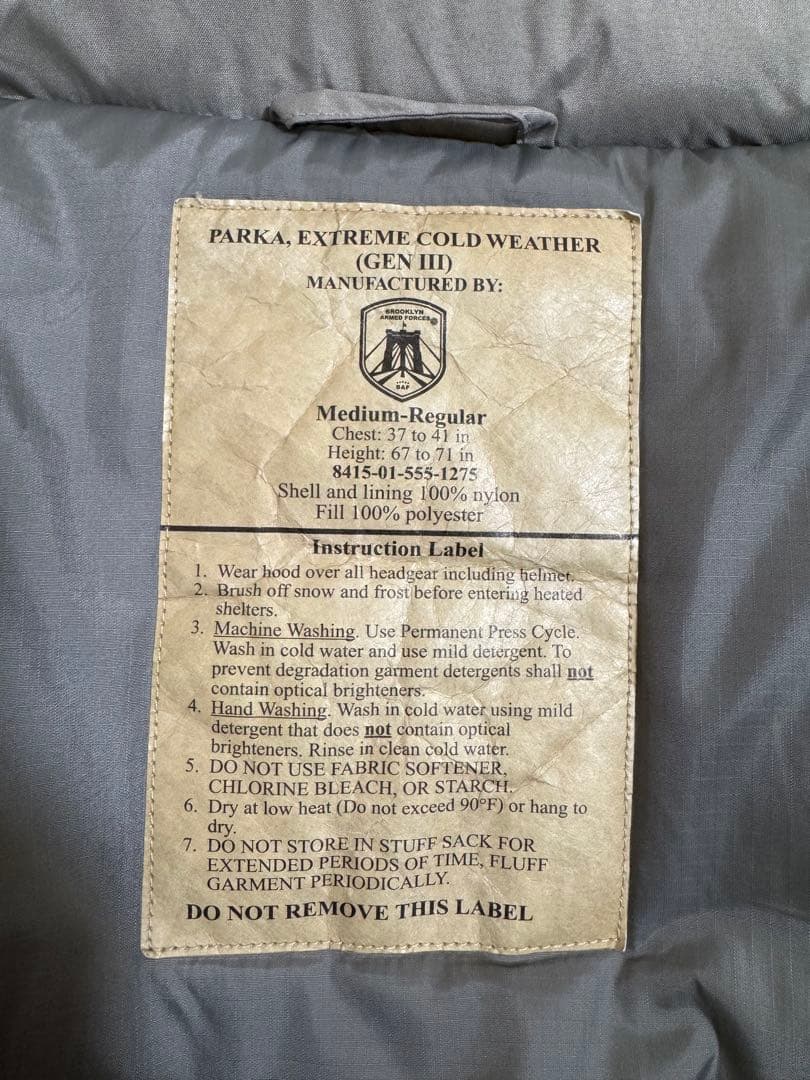 PARKA, EXTREME COLD WEATHER
(GEN III)
MANUFACTURED BY:
BROOKLYN
ARMED FORCES
BAF
Medium-Regular
Chest: 37 to 41 in
Height: 67 to 71 in
8415-01-555-1275
Shell and lining 100% nylon
Fill 100% polyester
Instruction Label
1. Wear hood over all headgear including helmet.
2. Brush off snow and frost before entering heated
shelters.
3. Machine Washing. Use Permanent Press Cycle.
Wash in cold water and use mild detergent. To
prevent degradation garment detergents shall not
contain optical brighteners.
4. Hand Washing. Wash in cold water using mild
detergent that does not contain optical
brighteners. Rinse in clean cold water.
5. DO NOT USE FABRIC SOFTENER,
CHLORINE BLEACH, OR STARCH.
6. Dry at low heat (Do not exceed 90°F) or hang to
dry.
7. DO NOT STORE IN STUFF SACK FOR
EXTENDED PERIODS OF TIME, FLUFF
GARMENT PERIODICALLY.
DO NOT REMOVE THIS LABEL